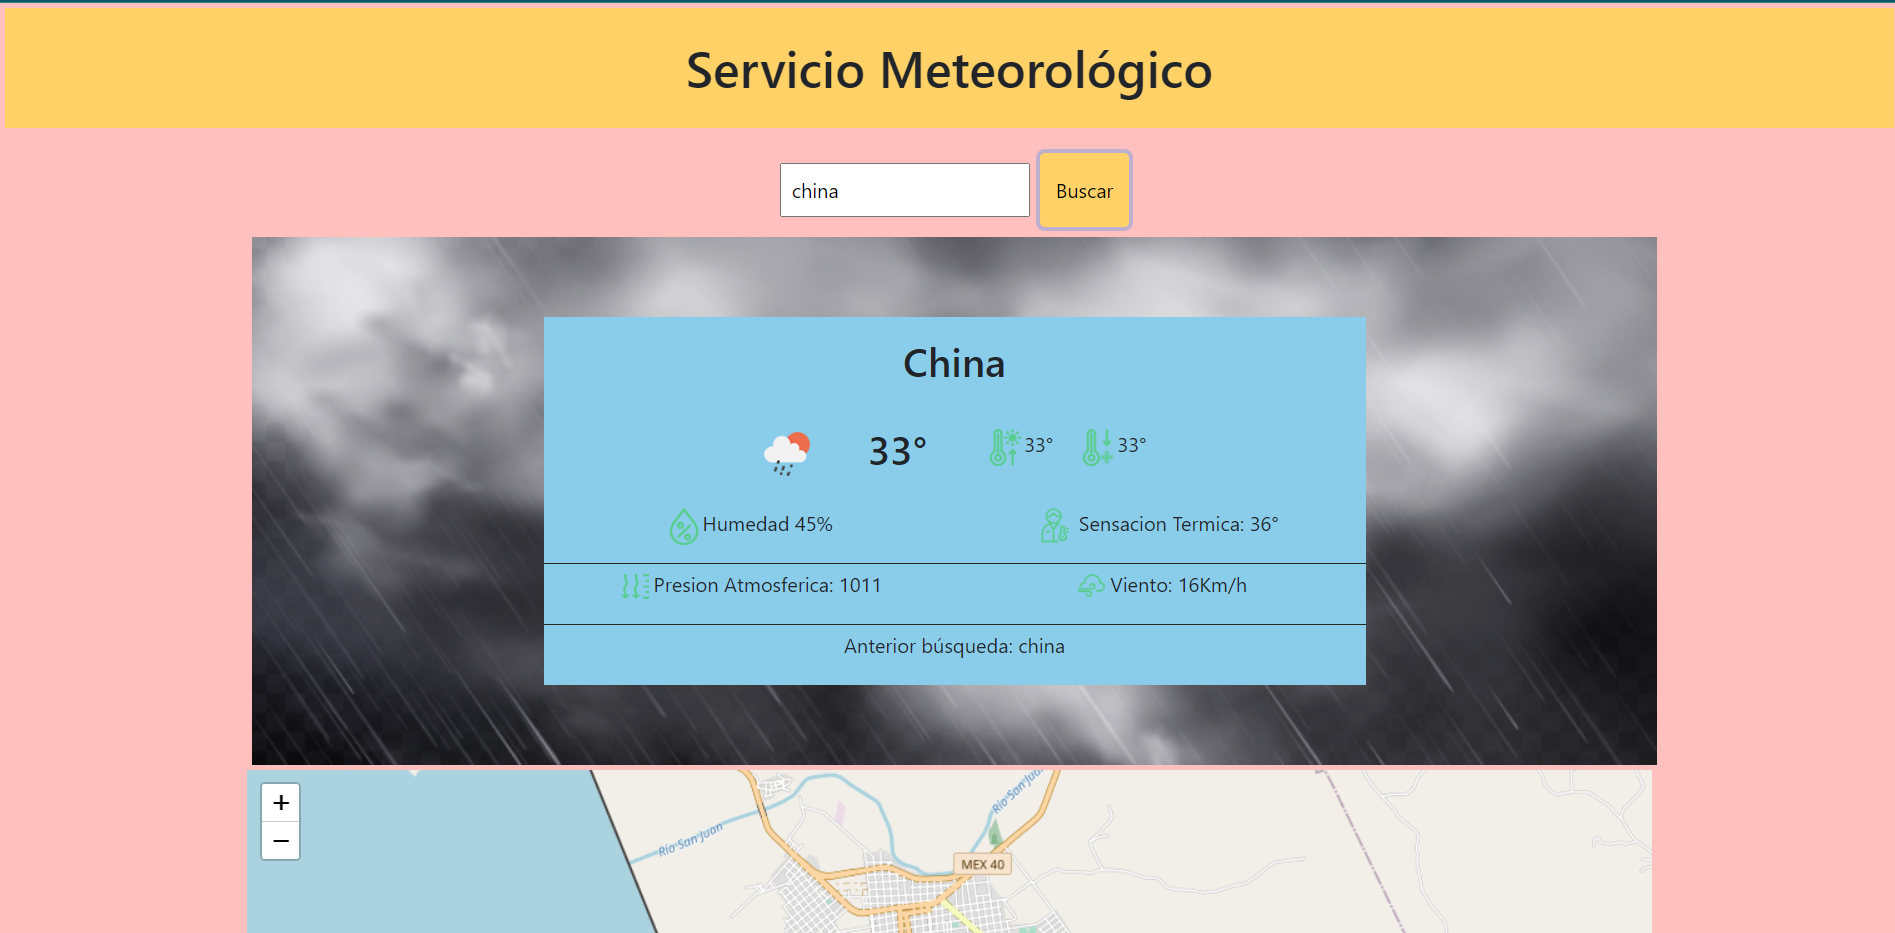 Servicio Meteorológico
china
Buscar
China
33°
33°
33°
Humedad 45%
Sensacion Termica: 36°
Presion Atmosferica: 1011
Viento: 16Km/h
Anterior búsqueda: china
+
−
Río San Juan
Río San Juan
MEX 40